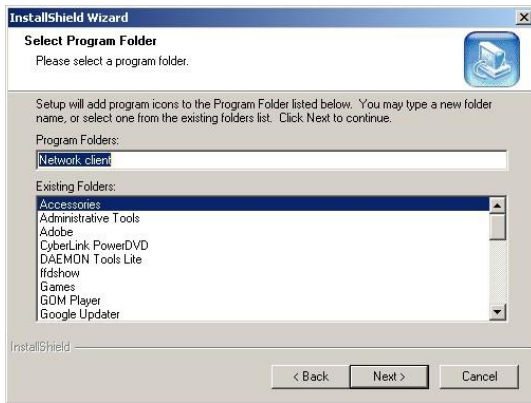 InstallShield Wizard
Select Program Folder
Please select a program folder.
Setup will add program icons to the Program Folder listed below. You may type a new folder
name, or select one from the existing folders list. Click Next to continue.
Program Folders:
Network client
Existing Folders:
Accessories
Administrative Tools
Adobe
CyberLink PowerDVD
DAEMON Tools Lite
ffdshow
Games
GOM Player
Google Updater
InstallShield
< Back Next > Cancel